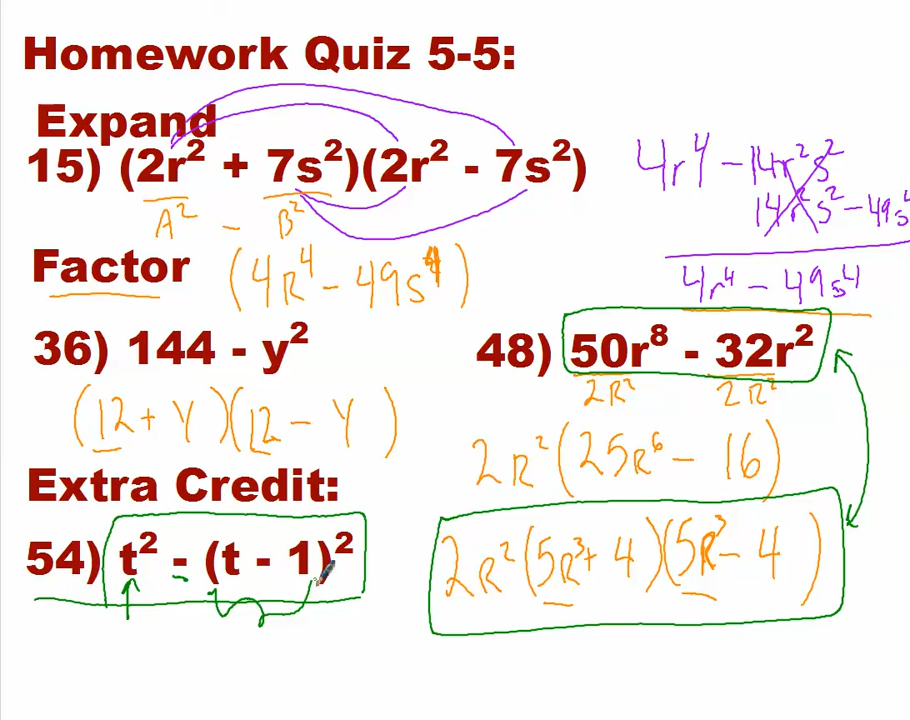 Homework Quiz 5-5:
Expand
15) (2r² + 7s²)(2r² - 7s²)
4r⁴ - 14r²s²
14r²s² - 49s⁴
4r⁴ - 49s⁴
A² - B²
Factor
(4R⁴ - 49s⁴)
36) 144 - y²
(12 + Y)(12 - Y)
48) 50r⁸ - 32r²
2R² 2R²
2R²(25R⁶ - 16)
2R²(5R³+ 4)(5R³- 4)
Extra Credit:
54) t² - (t - 1)²